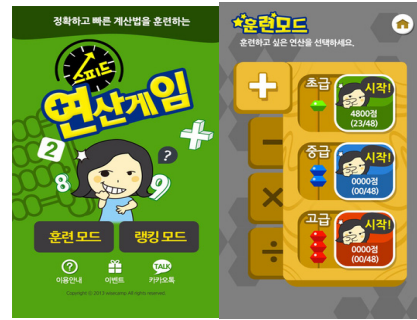 정확하고 빠른 계산법을 훈련하는
스피드
연산게임
2
?
8
9
훈련 모드
랭킹 모드
?
이용안내
이벤트
TALK
카카오톡
훈련모드
훈련하고 싶은 연산을 선택하세요.
+
−
×
÷
초급
시작!
4800점
(23/48)
중급
시작!
0000점
(00/48)
고급
시작!
0000점
(00/48)